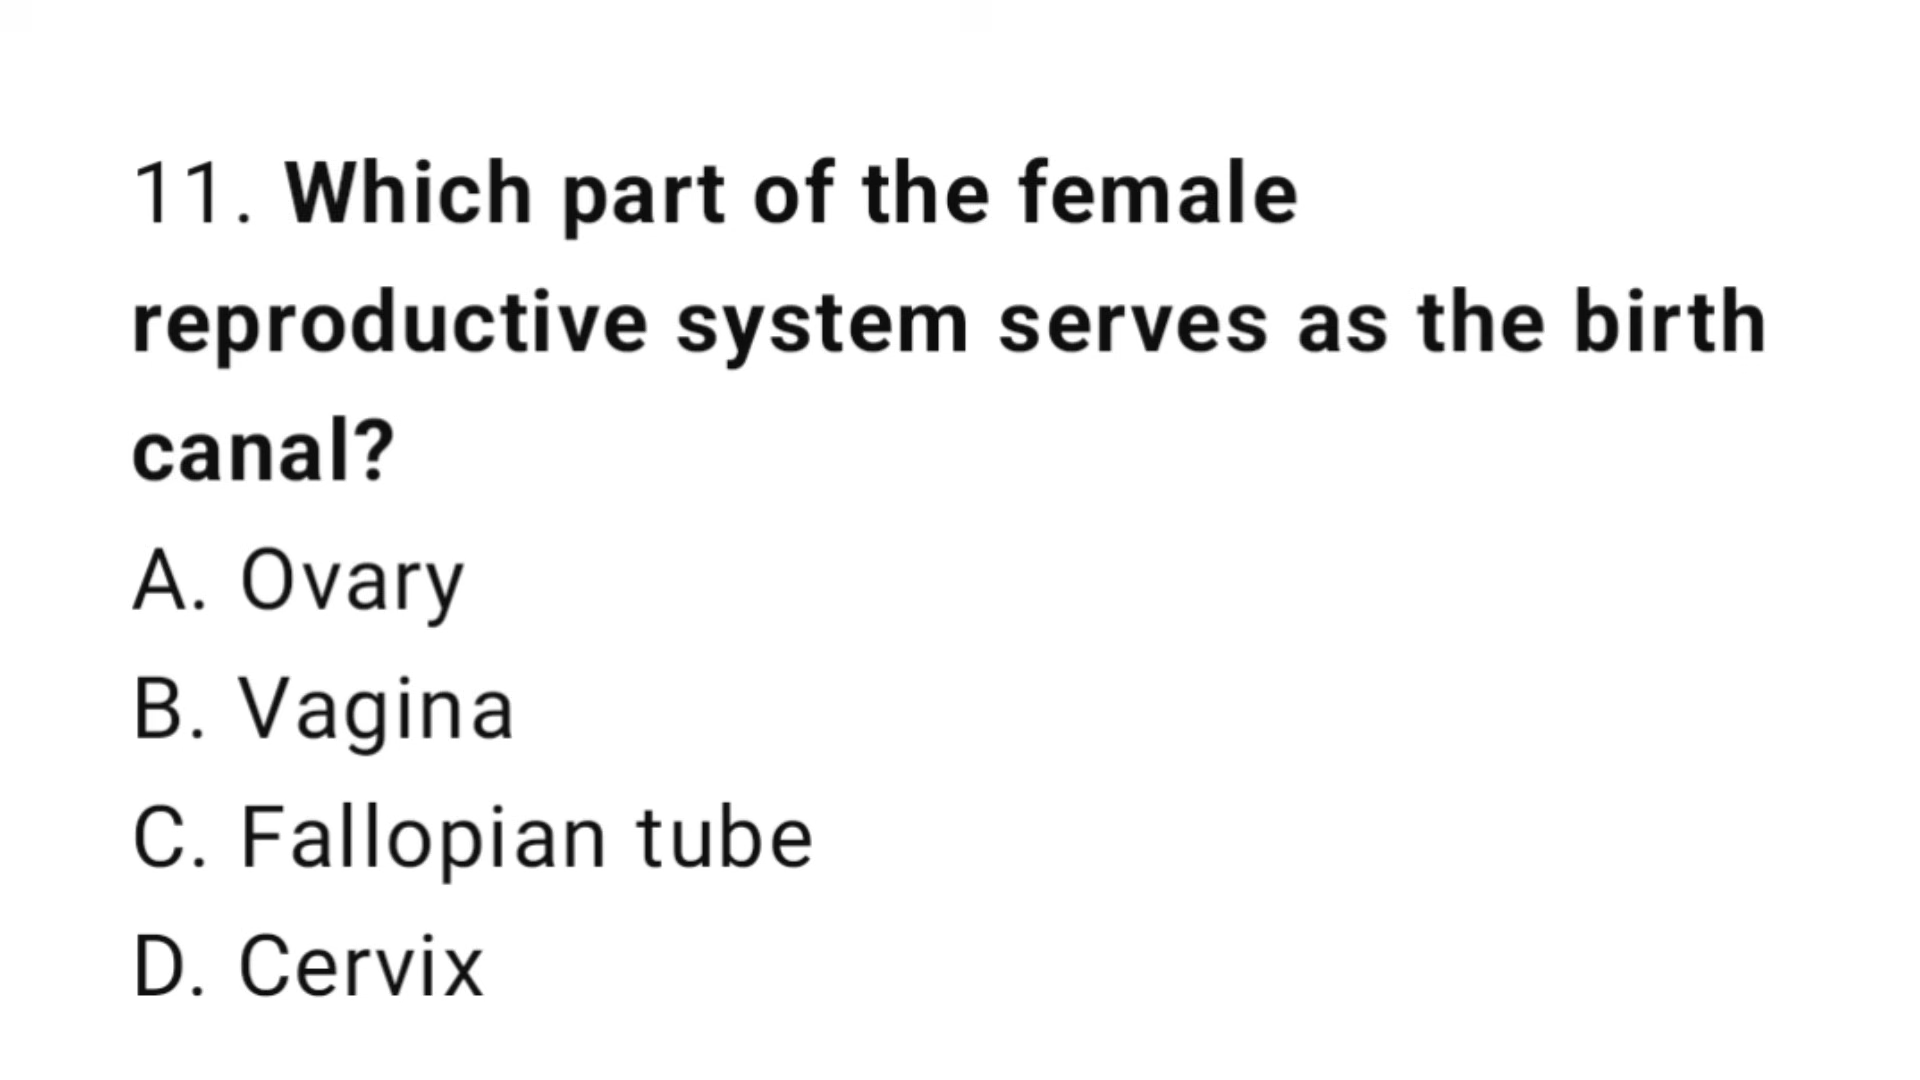 11. Which part of the female
reproductive system serves as the birth
canal?
A. Ovary
B. Vagina
C. Fallopian tube
D. Cervix